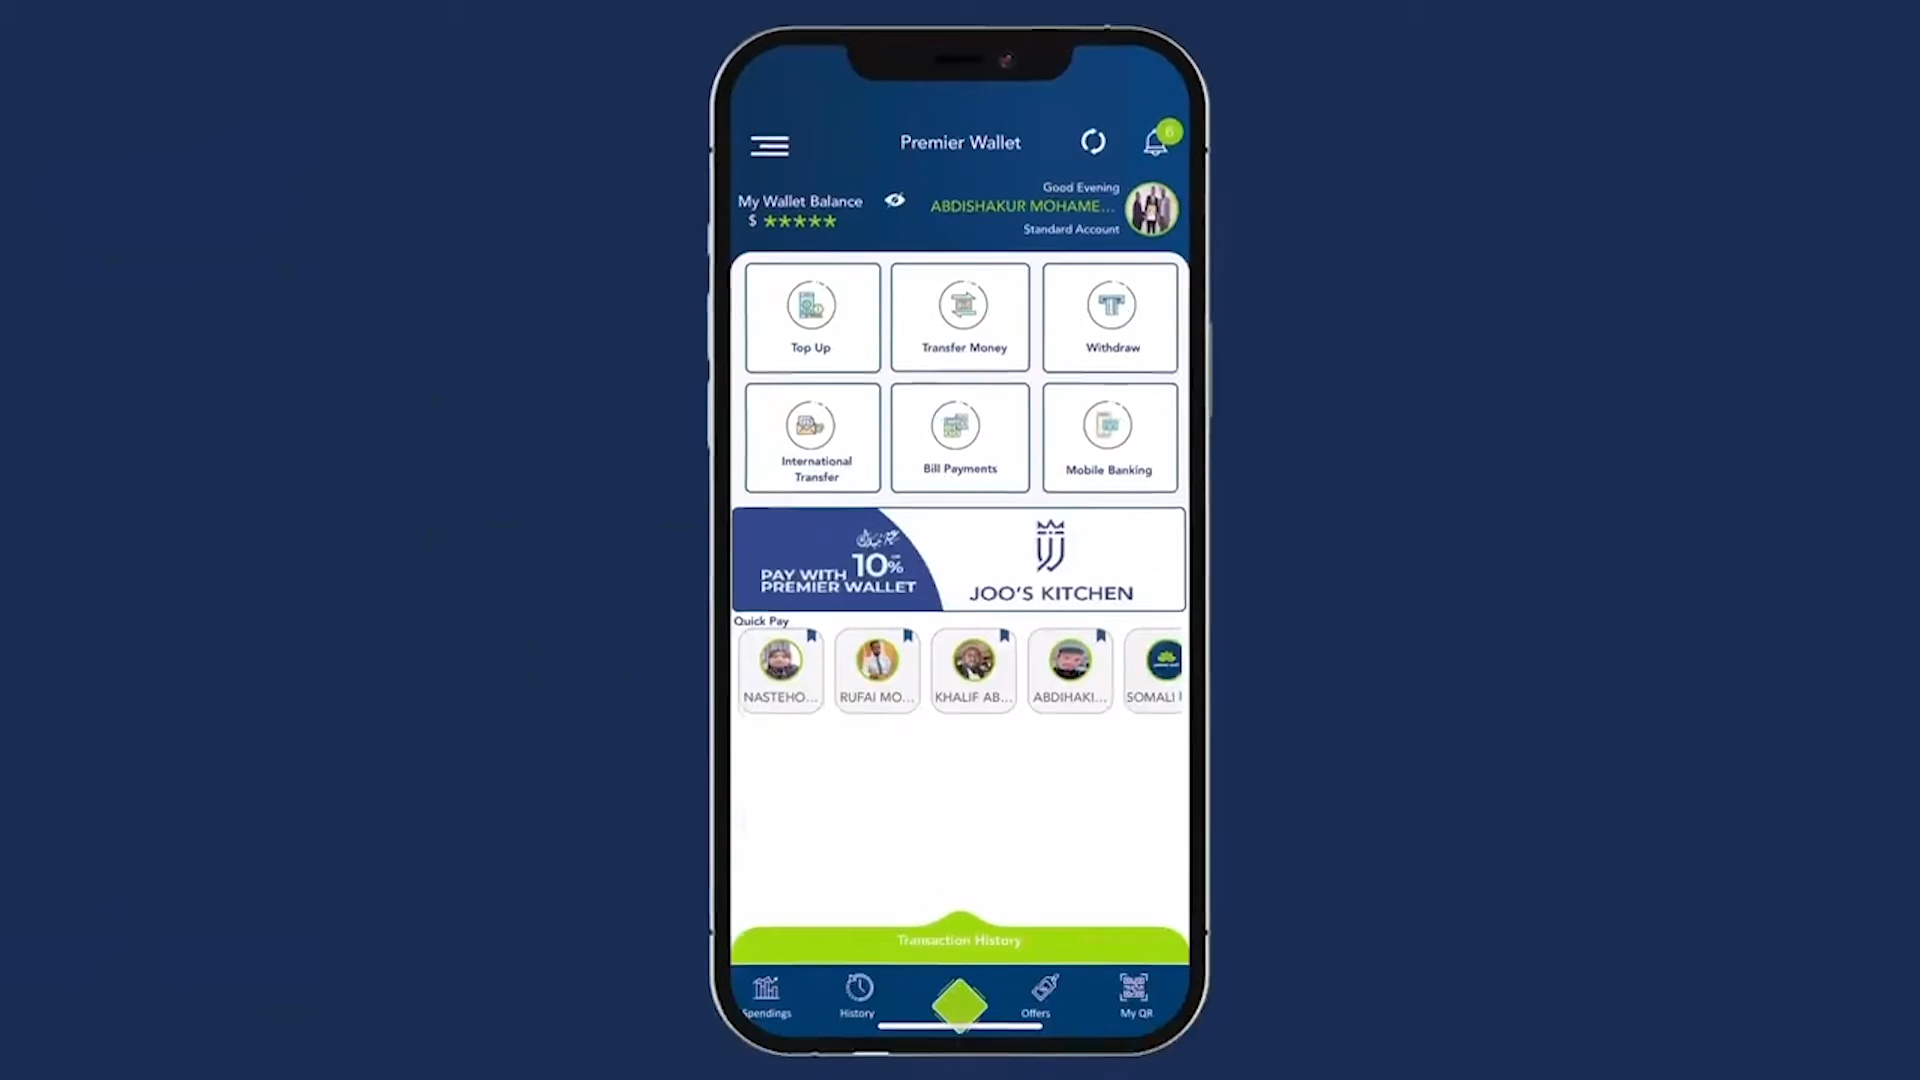 Premier Wallet
6
Good Evening
My Wallet Balance
ABDISHAKUR MOHAME...
$ *****
Standard Account
Top Up
Transfer Money
Withdraw
International
Transfer
Bill Payments
Mobile Banking
10%
PAY WITH
PREMIER WALLET
JOO'S KITCHEN
Quick Pay
NASTEHO...
RUFAI MO...
KHALIF AB...
ABDIHAKI...
SOMALI
Transaction History
Spendings
History
Offers
My QR